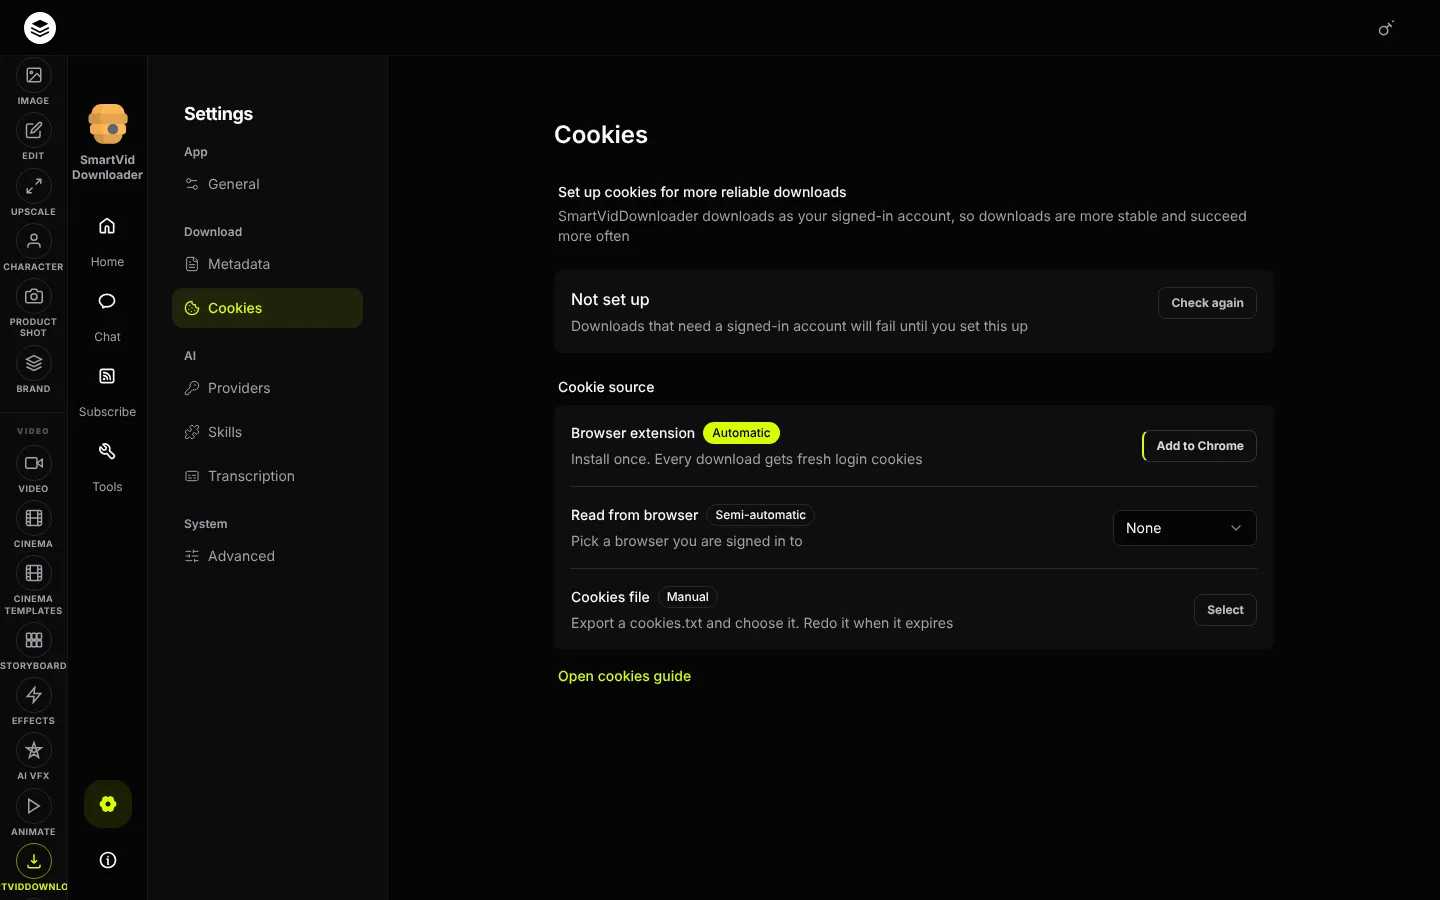 IMAGE
EDIT
UPSCALE
CHARACTER
PRODUCT
SHOT
BRAND
VIDEO
VIDEO
CINEMA
CINEMA
TEMPLATES
STORYBOARD
EFFECTS
AI VFX
ANIMATE
TVIDDOWNLO
SmartVid
Downloader
Home
Chat
Subscribe
Tools
Settings
App
General
Download
Metadata
Cookies
AI
Providers
Skills
Transcription
System
Advanced
Cookies
Set up cookies for more reliable downloads
SmartVidDownloader downloads as your signed-in account, so downloads are more stable and succeed
more often
Not set up
Check again
Downloads that need a signed-in account will fail until you set this up
Cookie source
Browser extension Automatic
Add to Chrome
Install once. Every download gets fresh login cookies
Read from browser Semi-automatic
None
Pick a browser you are signed in to
Cookies file Manual
Select
Export a cookies.txt and choose it. Redo it when it expires
Open cookies guide